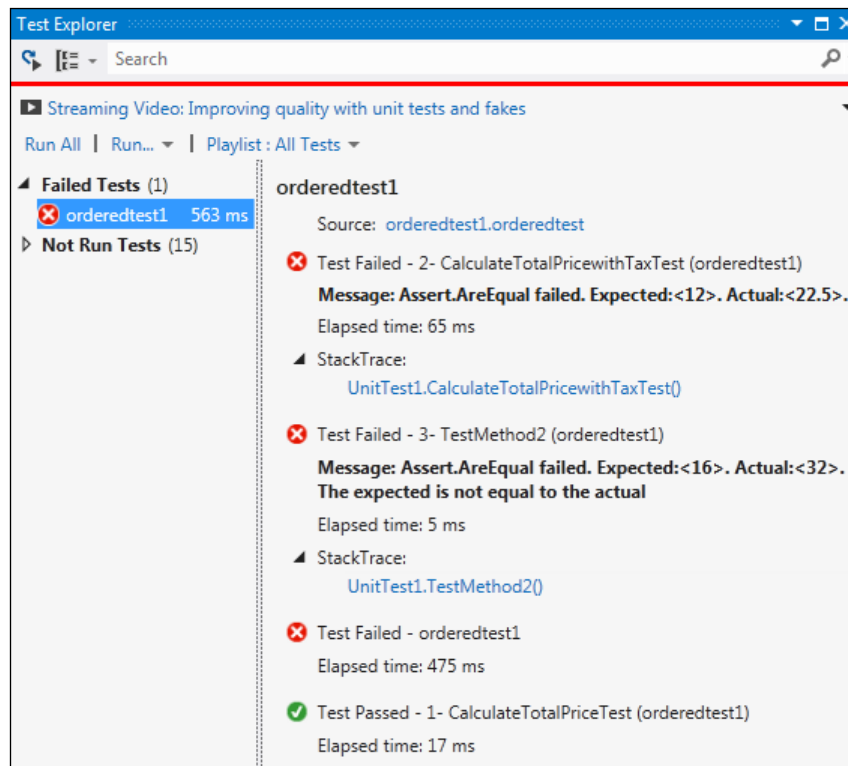 Test Explorer
Search
Streaming Video: Improving quality with unit tests and fakes
Run All | Run... | Playlist : All Tests
Failed Tests (1)
orderedtest1 563 ms
Not Run Tests (15)
orderedtest1
Source: orderedtest1.orderedtest
Test Failed - 2- CalculateTotalPricewithTaxTest (orderedtest1)
Message: Assert.AreEqual failed. Expected:<12>. Actual:<22.5>.
Elapsed time: 65 ms
StackTrace:
UnitTest1.CalculateTotalPricewithTaxTest()
Test Failed - 3- TestMethod2 (orderedtest1)
Message: Assert.AreEqual failed. Expected:<16>. Actual:<32>.
The expected is not equal to the actual
Elapsed time: 5 ms
StackTrace:
UnitTest1.TestMethod2()
Test Failed - orderedtest1
Elapsed time: 475 ms
Test Passed - 1- CalculateTotalPriceTest (orderedtest1)
Elapsed time: 17 ms